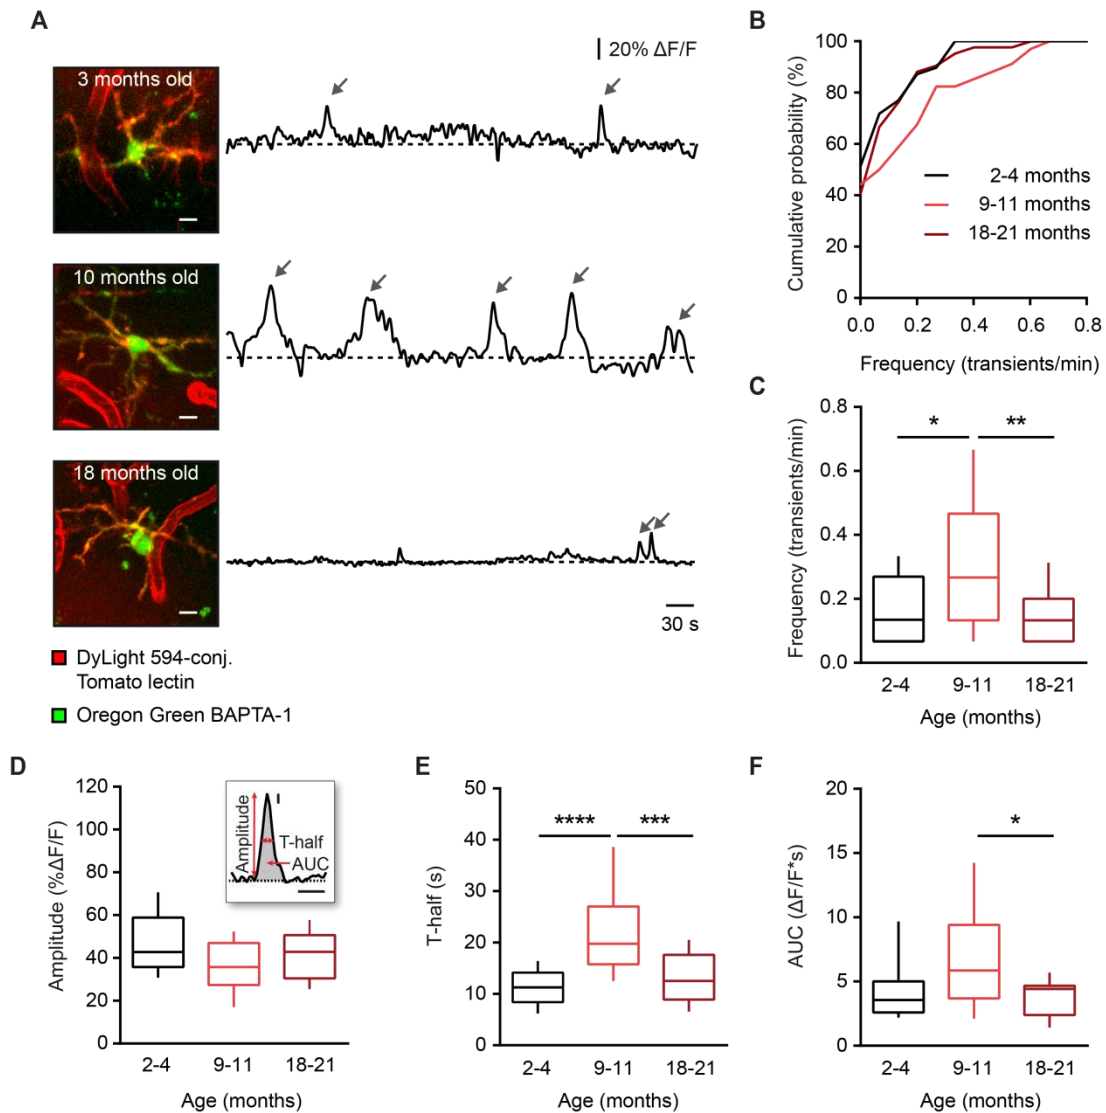 A
20% ΔF/F
3 months old
10 months old
18 months old
30 s
DyLight 594-conj.
Tomato lectin
Oregon Green BAPTA-1
B
Cumulative probability (%)
100
80
60
40
20
0
2-4 months
9-11 months
18-21 months
0.0 0.2 0.4 0.6 0.8
Frequency (transients/min)
C
Frequency (transients/min)
0.8
0.6
0.4
0.2
0.0
* **
2-4 9-11 18-21
Age (months)
D
Amplitude (%ΔF/F)
120
100
80
60
40
20
0
Amplitude
T-half
AUC
2-4 9-11 18-21
Age (months)
E
T-half (s)
50
40
30
20
10
0
**** ***
2-4 9-11 18-21
Age (months)
F
AUC (ΔF/F*s)
20
15
10
5
0
*
2-4 9-11 18-21
Age (months)